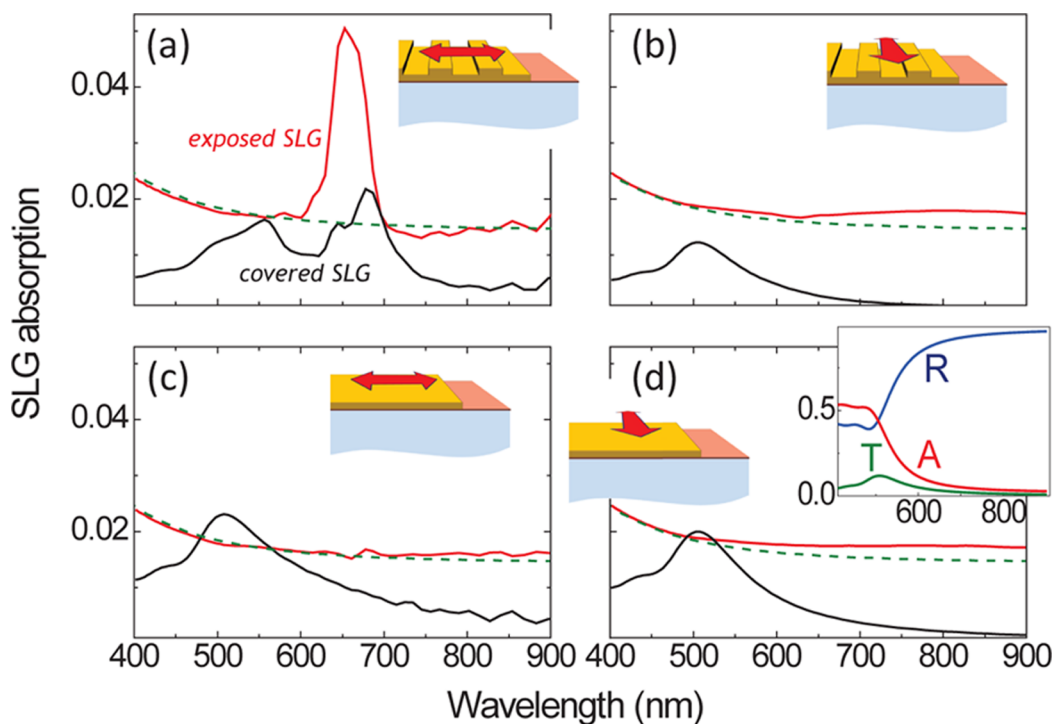 (a)
(b)
0.04
exposed SLG
0.02
covered SLG
(c)
(d)
R
0.5
T
A
0.0
600
800
0.04
0.02
SLG absorption
400 500 600 700 800 900
400 500 600 700 800 900
Wavelength (nm)